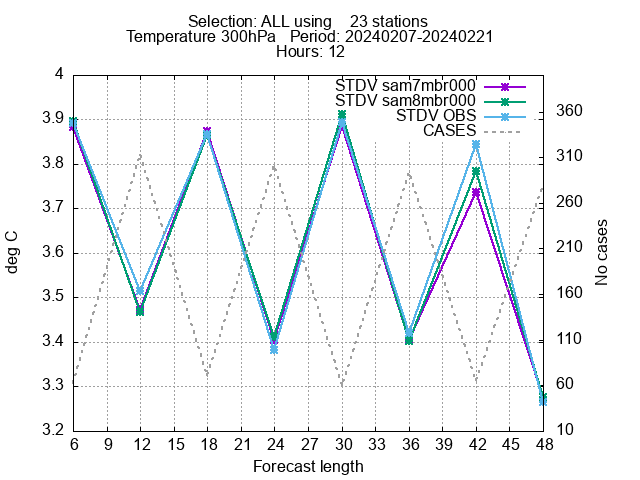 Selection: ALL using    23 stations
Temperature 300hPa   Period: 20240207-20240221
Hours: 12
STDV sam7mbr000
STDV sam8mbr000
STDV OBS
CASES
4
3.9
3.8
3.7
3.6
3.5
3.4
3.3
3.2
deg C
360
310
260
210
160
110
60
10
No cases
6 9 12 15 18 21 24 27 30 33 36 39 42 45 48
Forecast length